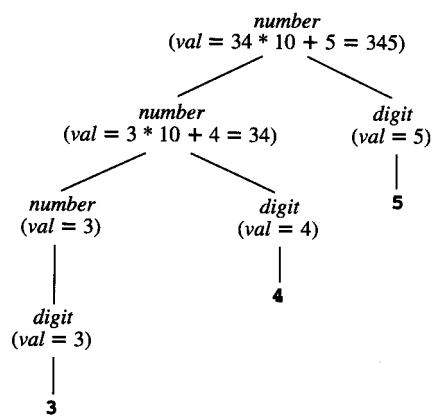 number
(val = 34 * 10 + 5 = 345)
number
(val = 3 * 10 + 4 = 34)
digit
(val = 5)
number
(val = 3)
digit
(val = 4)
5
4
digit
(val = 3)
3